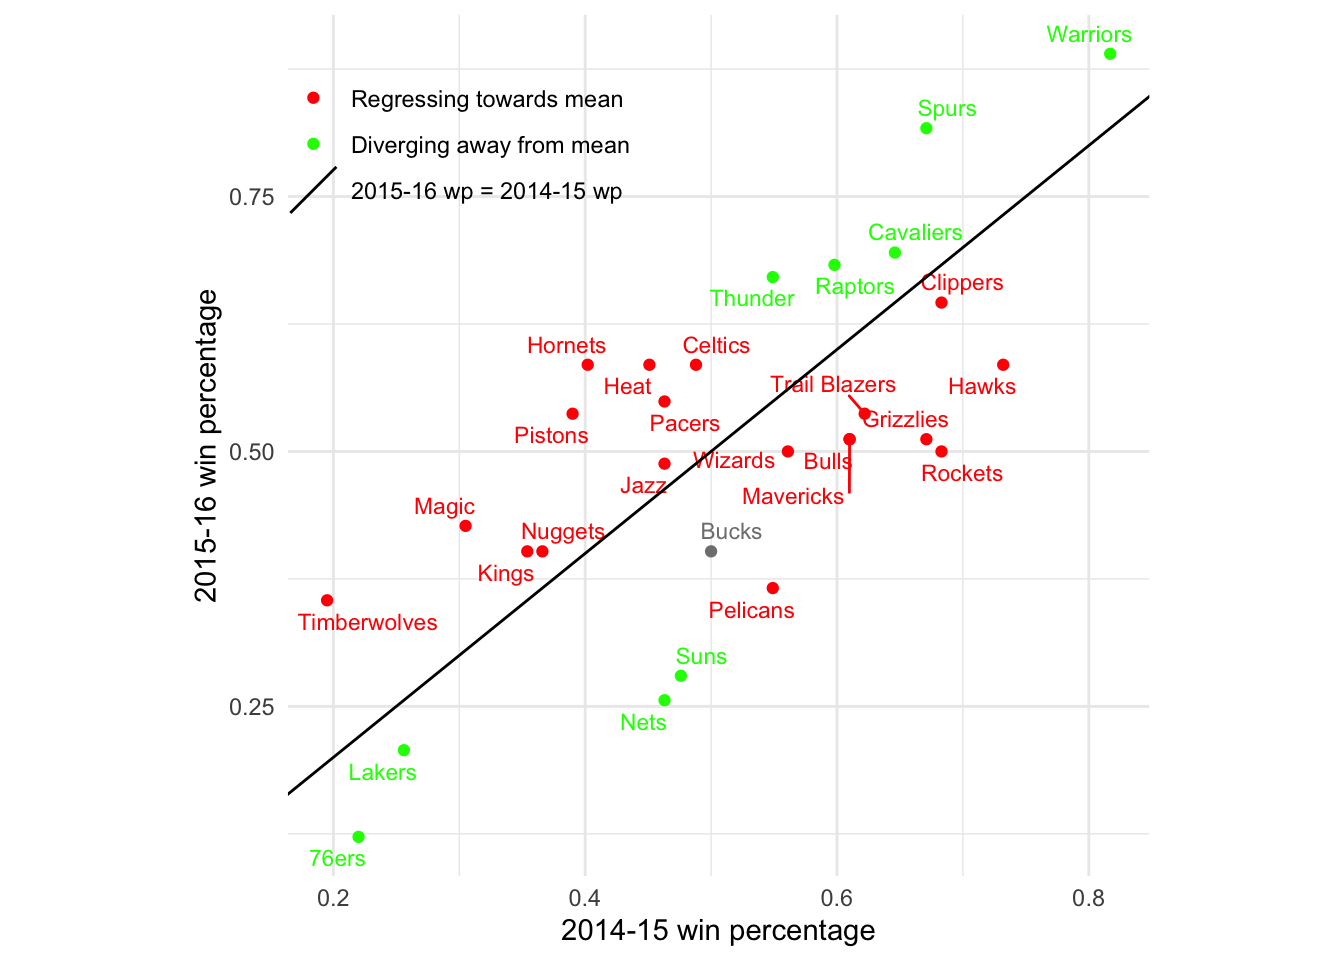 Warriors
Regressing towards mean
Spurs
Diverging away from mean
2015-16 wp = 2014-15 wp
0.75
Cavaliers
Clippers
Raptors
Thunder
Hornets
Celtics
Heat
Trail Blazers
Hawks
Grizzlies
Pacers
Pistons
0.50
Wizards
Bulls
Rockets
Jazz
Mavericks
Magic
Nuggets
Bucks
Kings
Pelicans
Timberwolves
Suns
0.25
Nets
Lakers
76ers
0.2
0.4
0.6
0.8
2014-15 win percentage
2015-16 win percentage